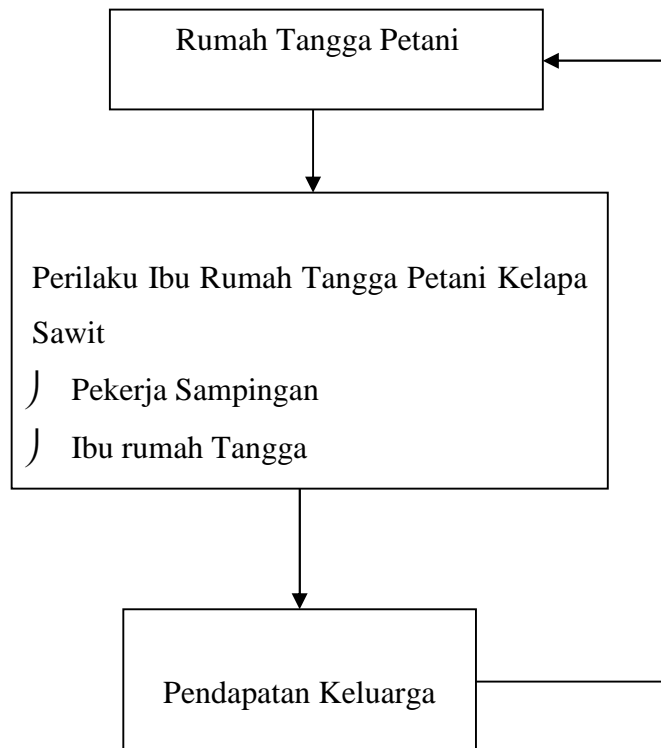 Rumah Tangga Petani
Perilaku Ibu Rumah Tangga Petani Kelapa
Sawit
⎠ Pekerja Sampingan
⎠ Ibu rumah Tangga
Pendapatan Keluarga